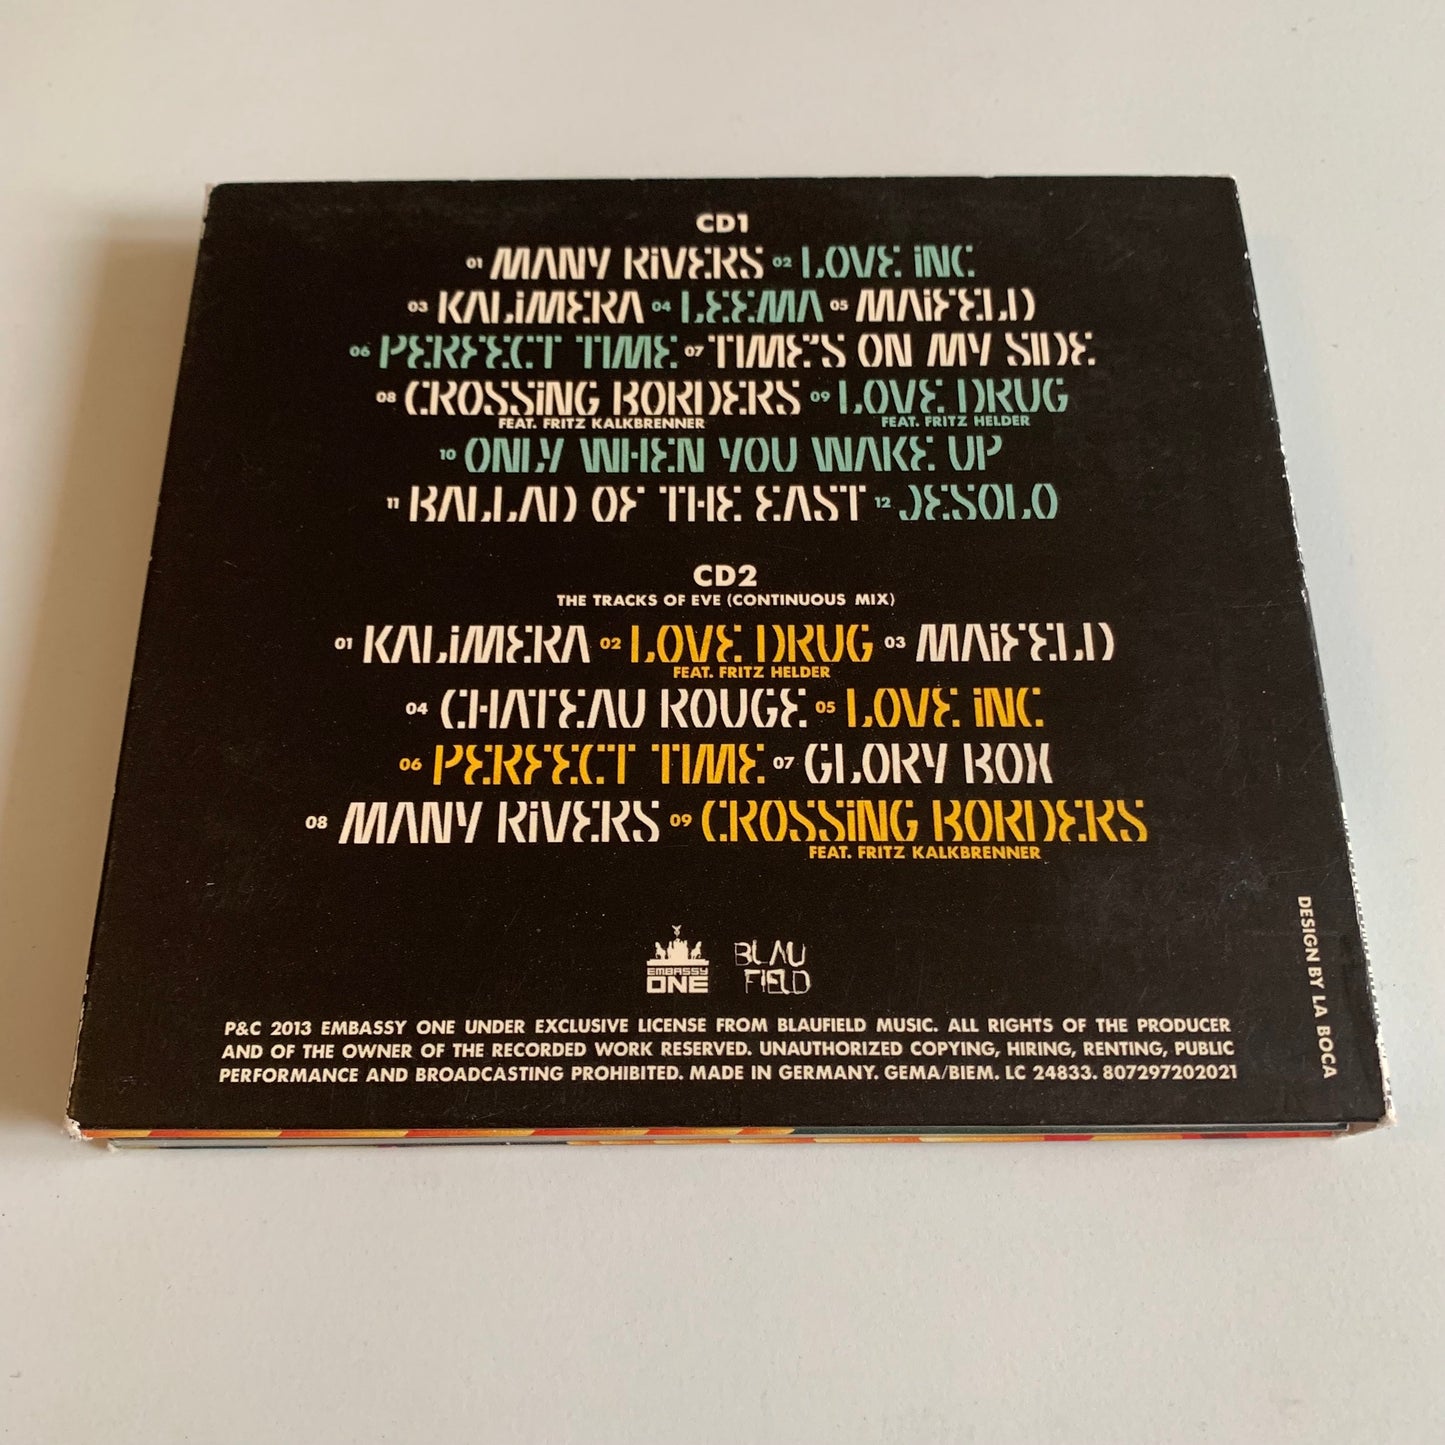 CD1
01 MANY RiVERS 02 LOVE iNC
03 KALiMERA 04 LEEMA 05 MAiFELD
06 PERFECT TIME 07 TIME'S ON MY SIDE
08 CROSSiNG BORDERS 09 LOVE DRUG
FEAT. FRITZ KALKBRENNER FEAT. FRITZ HELDER
10 ONLY WHEN YOU WAKE UP
11 BALLAD OF THE EAST 12 JESOLO
CD2
THE TRACKS OF EVE (CONTINUOUS MIX)
01 KALiMERA 02 LOVE DRUG 03 MAiFELD
FEAT. FRITZ HELDER
04 CHATEAU ROUGE 05 LOVE iNC
06 PERFECT TIME 07 GLORY BOX
08 MANY RiVERS 09 CROSSiNG BORDERS
FEAT. FRITZ KALKBRENNER
EMBASSY
ONE
BLAU
FIELD
P&C 2013 EMBASSY ONE UNDER EXCLUSIVE LICENSE FROM BLAUFIELD MUSIC. ALL RIGHTS OF THE PRODUCER
AND OF THE OWNER OF THE RECORDED WORK RESERVED. UNAUTHORIZED COPYING, HIRING, RENTING, PUBLIC
PERFORMANCE AND BROADCASTING PROHIBITED. MADE IN GERMANY. GEMA/BIEM. LC 24833. 807297202021
DESIGN BY LA BOCA